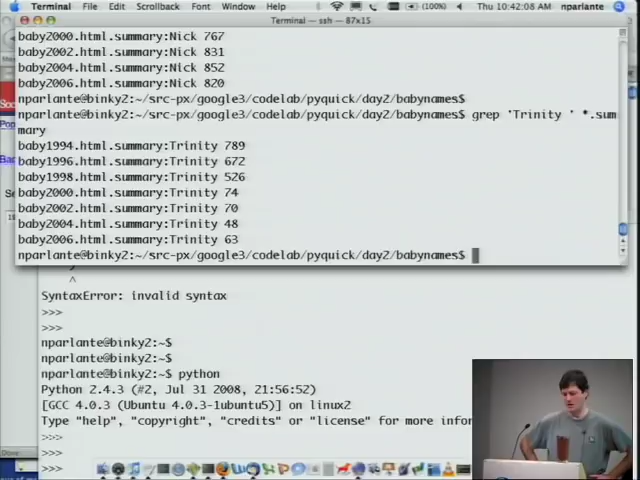 Terminal File Edit Scrollback Font Window Help (100%) Thu 10:42:08 AM nparlante
Terminal — ssh — 87x15
baby2000.html.summary:Nick 767
baby2002.html.summary:Nick 831
baby2004.html.summary:Nick 852
baby2006.html.summary:Nick 820
nparlante@binky2:~/src-px/google3/codelab/pyquick/day2/babynames$
nparlante@binky2:~/src-px/google3/codelab/pyquick/day2/babynames$ grep 'Trinity ' *.sum
mary
baby1994.html.summary:Trinity 789
baby1996.html.summary:Trinity 672
baby1998.html.summary:Trinity 526
baby2000.html.summary:Trinity 74
baby2002.html.summary:Trinity 70
baby2004.html.summary:Trinity 48
baby2006.html.summary:Trinity 63
nparlante@binky2:~/src-px/google3/codelab/pyquick/day2/babynames$
^
SyntaxError: invalid syntax
>>>
>>>
nparlante@binky2:~$
nparlante@binky2:~$
nparlante@binky2:~$ python
Python 2.4.3 (#2, Jul 31 2008, 21:56:52)
[GCC 4.0.3 (Ubuntu 4.0.3-1ubuntu5)] on linux2
Type "help", "copyright", "credits" or "license" for more infor
>>>
>>>
>>>